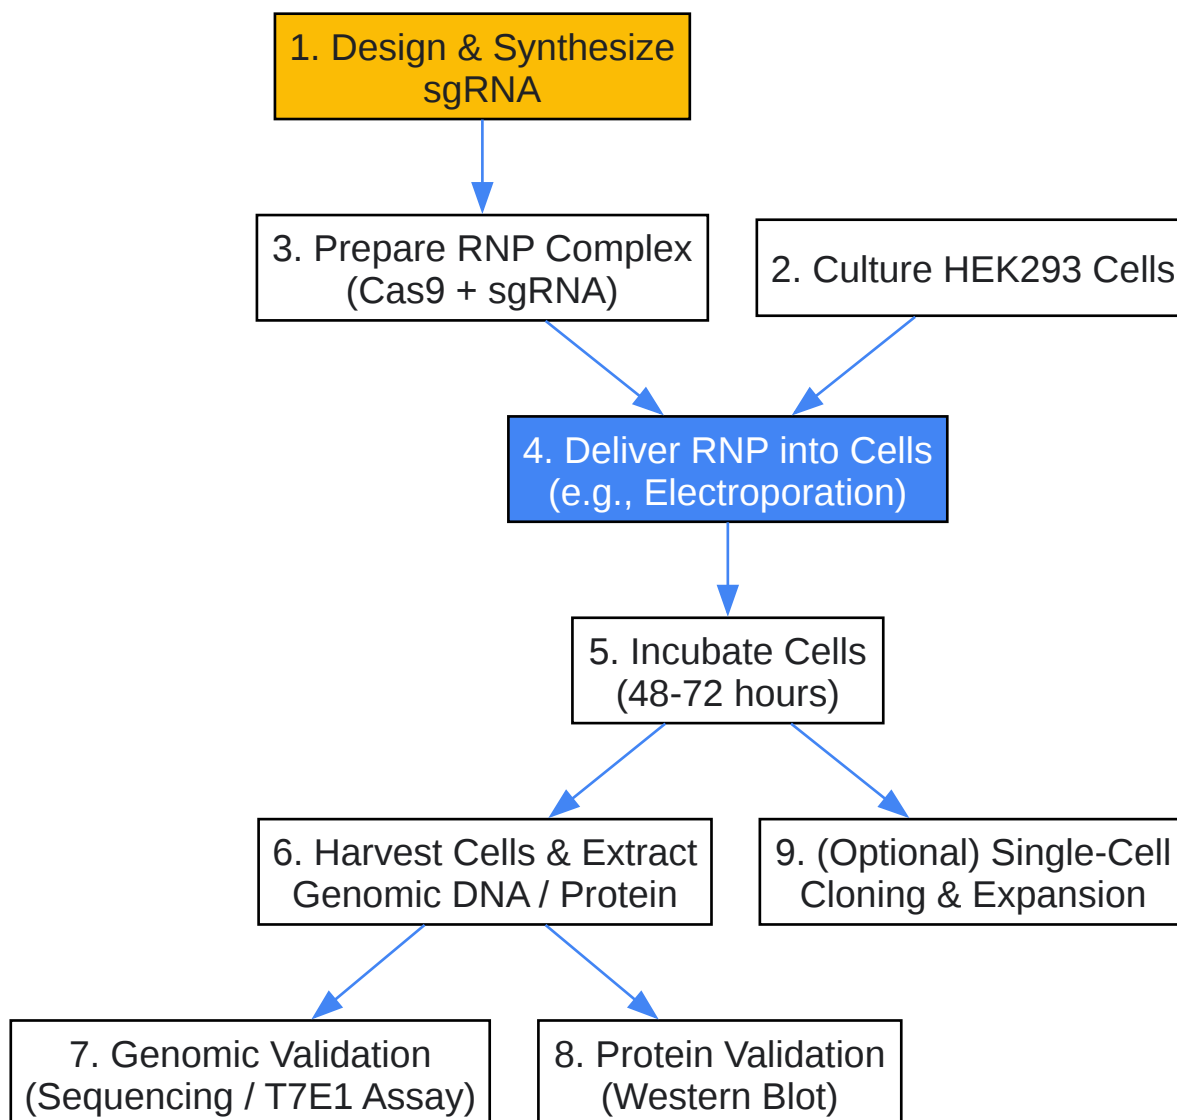 1. Design & Synthesize
sgRNA
3. Prepare RNP Complex
(Cas9 + sgRNA)
2. Culture HEK293 Cells
4. Deliver RNP into Cells
(e.g., Electroporation)
5. Incubate Cells
(48-72 hours)
6. Harvest Cells & Extract
Genomic DNA / Protein
9. (Optional) Single-Cell
Cloning & Expansion
7. Genomic Validation
(Sequencing / T7E1 Assay)
8. Protein Validation
(Western Blot)